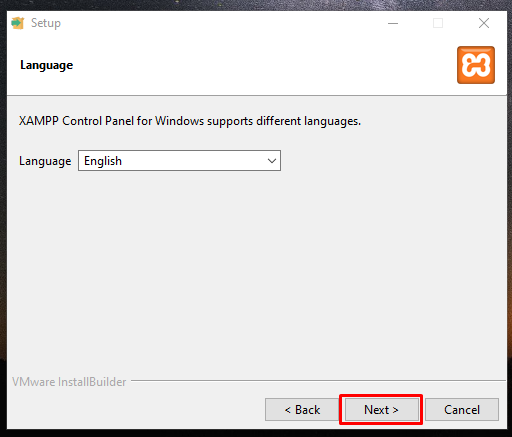 Setup
Language
XAMPP Control Panel for Windows supports different languages.
Language English
VMware InstallBuilder
< Back Next > Cancel